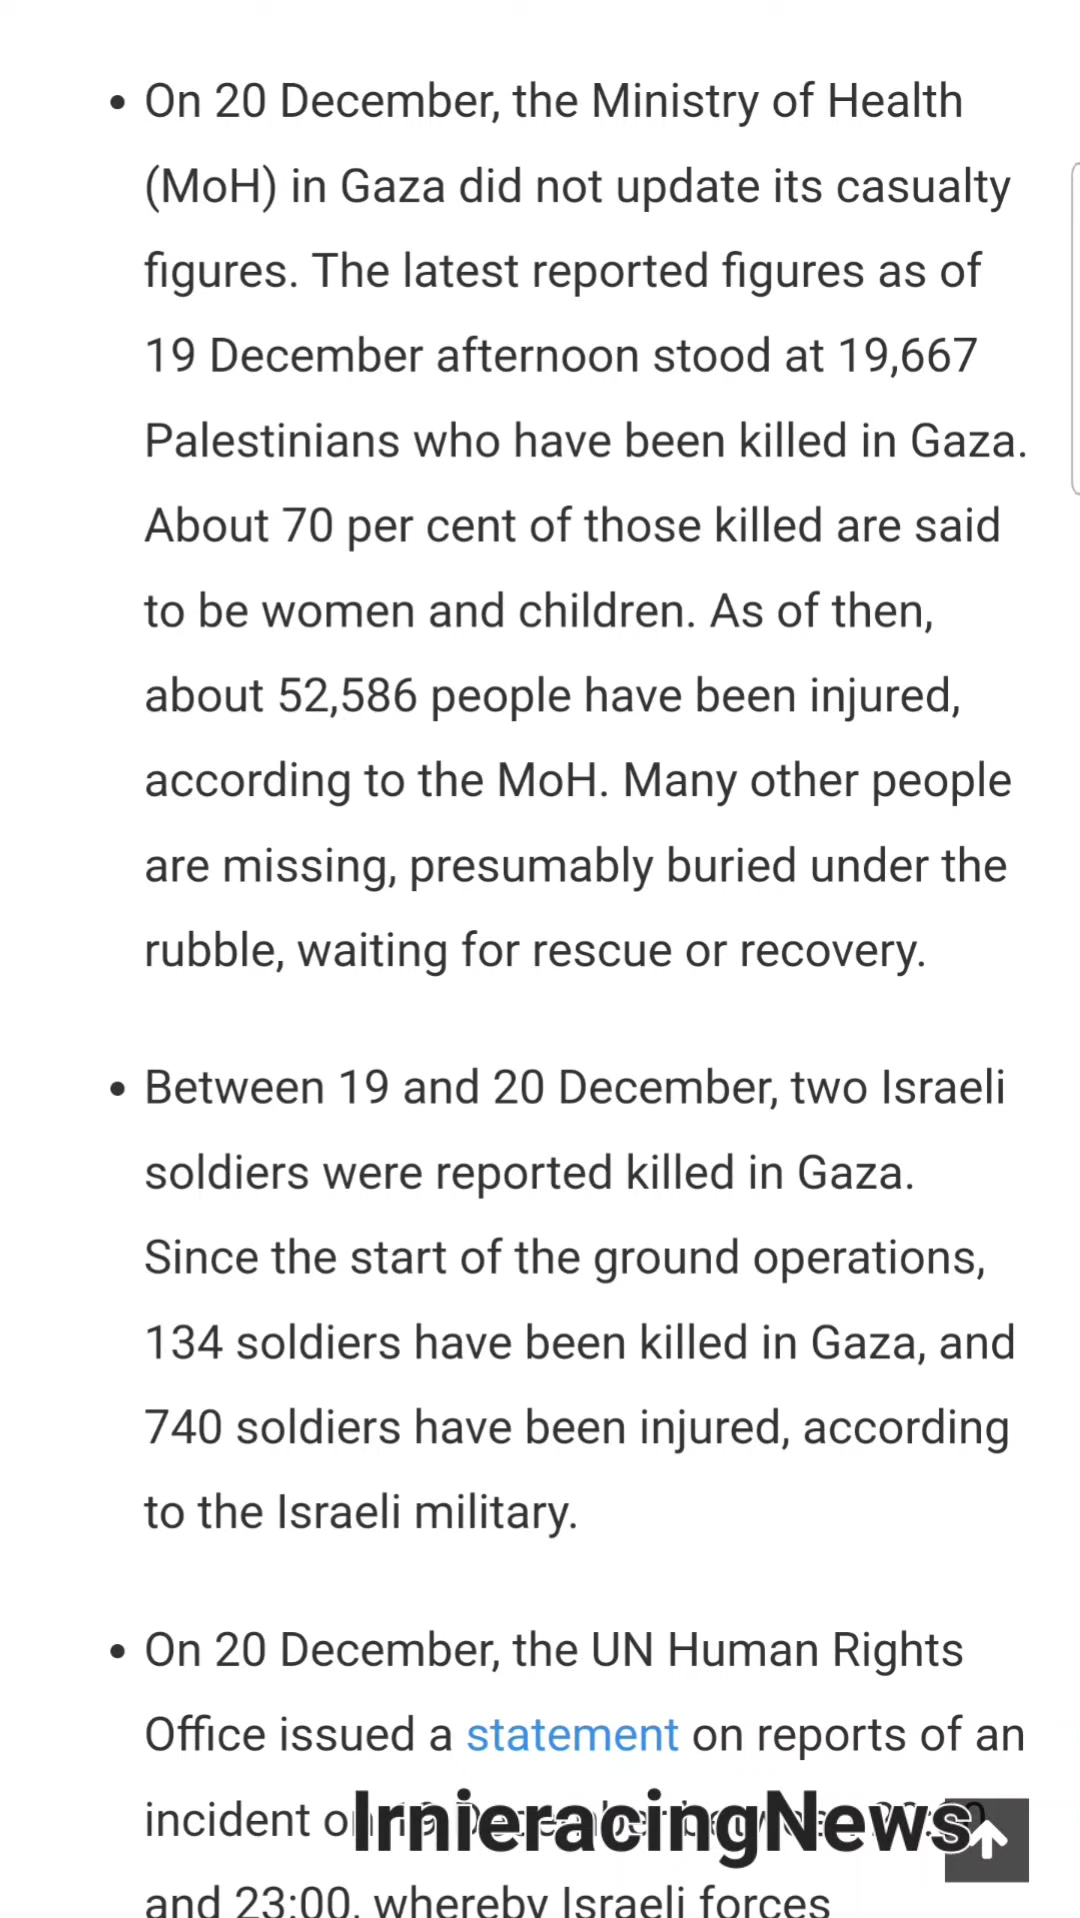 • On 20 December, the Ministry of Health
(MoH) in Gaza did not update its casualty
figures. The latest reported figures as of
19 December afternoon stood at 19,667
Palestinians who have been killed in Gaza.
About 70 per cent of those killed are said
to be women and children. As of then,
about 52,586 people have been injured,
according to the MoH. Many other people
are missing, presumably buried under the
rubble, waiting for rescue or recovery.
• Between 19 and 20 December, two Israeli
soldiers were reported killed in Gaza.
Since the start of the ground operations,
134 soldiers have been killed in Gaza, and
740 soldiers have been injured, according
to the Israeli military.
• On 20 December, the UN Human Rights
Office issued a statement on reports of an
incident
IrnieracingNews
and 23:00, whereby Israeli forces